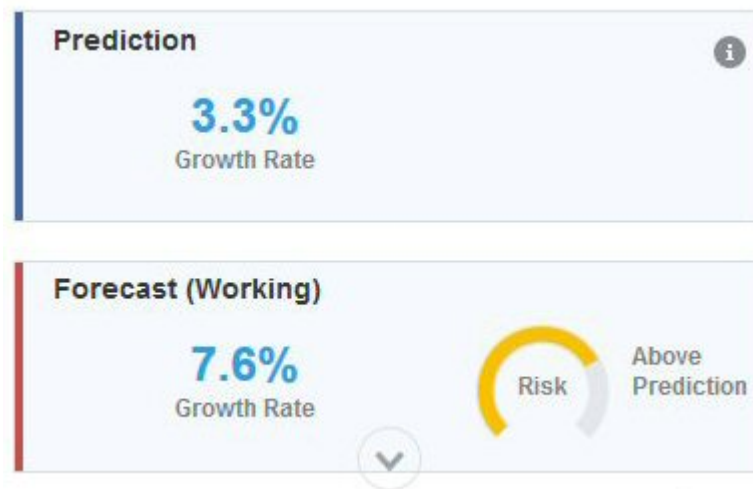 Prediction
i
3.3%
Growth Rate
Forecast (Working)
7.6%
Growth Rate
Risk
Above
Prediction